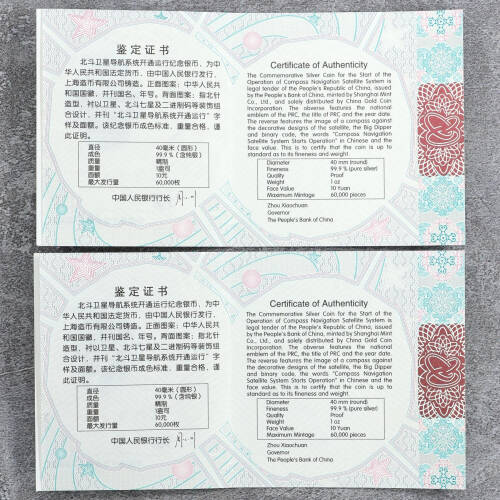 鉴定证书
北斗卫星导航系统开通运行纪念银币，为中
华人民共和国法定货币，由中国人民银行发行，
上海造币有限公司铸造。正面图案：中华人民共
和国国徽，并刊国名、年号。背面图案：指北针
造型，衬以卫星、北斗七星及二进制码等装饰组
合设计，并刊“北斗卫星导航系统开通运行”字
样及面额。该纪念银币成色标准，重量合格，谨
此证明。
直径 40毫米（圆形）
成色 99.9％（含纯银）
质量 精制
重量 1盎司
面额 10元
最大发行量 60,000枚
中国人民银行行长
Certificate of Authenticity
The Commemorative Silver Coin for the Start of the
Operation of Compass Navigation Satellite System is
legal tender of the People's Republic of China, issued
by the People's Bank of China, minted by Shanghai Mint
Co., Ltd., and solely distributed by China Gold Coin
Incorporation. The obverse features the national
emblem of the PRC, the title of PRC and the year date.
The reverse features the image of a compass against
the decorative designs of the satellite, the Big Dipper
and binary code, the words "Compass Navigation
Satellite System Starts Operation" in Chinese and the
face value. This is to certify that the coin is up to
standard as to its fineness and weight.
Diameter 40 mm (round)
Fineness 99.9 % (pure silver)
Quality Proof
Weight 1 oz
Face Value 10 Yuan
Maximum Mintage 60,000 pieces
Zhou Xiaochuan
Governor
The People's Bank of China
鉴定证书
北斗卫星导航系统开通运行纪念银币，为中
华人民共和国法定货币，由中国人民银行发行，
上海造币有限公司铸造。正面图案：中华人民共
和国国徽，并刊国名、年号。背面图案：指北针
造型，衬以卫星、北斗七星及二进制码等装饰组
合设计，并刊“北斗卫星导航系统开通运行”字
样及面额。该纪念银币成色标准，重量合格，谨
此证明。
直径 40毫米（圆形）
成色 99.9％（含纯银）
质量 精制
重量 1盎司
面额 10元
最大发行量 60,000枚
中国人民银行行长
Certificate of Authenticity
The Commemorative Silver Coin for the Start of the
Operation of Compass Navigation Satellite System is
legal tender of the People's Republic of China, issued
by the People's Bank of China, minted by Shanghai Mint
Co., Ltd., and solely distributed by China Gold Coin
Incorporation. The obverse features the national
emblem of the PRC, the title of PRC and the year date.
The reverse features the image of a compass against
the decorative designs of the satellite, the Big Dipper
and binary code, the words "Compass Navigation
Satellite System Starts Operation" in Chinese and the
face value. This is to certify that the coin is up to
standard as to its fineness and weight.
Diameter 40 mm (round)
Fineness 99.9 % (pure silver)
Quality Proof
Weight 1 oz
Face Value 10 Yuan
Maximum Mintage 60,000 pieces
Zhou Xiaochuan
Governor
The People's Bank of China